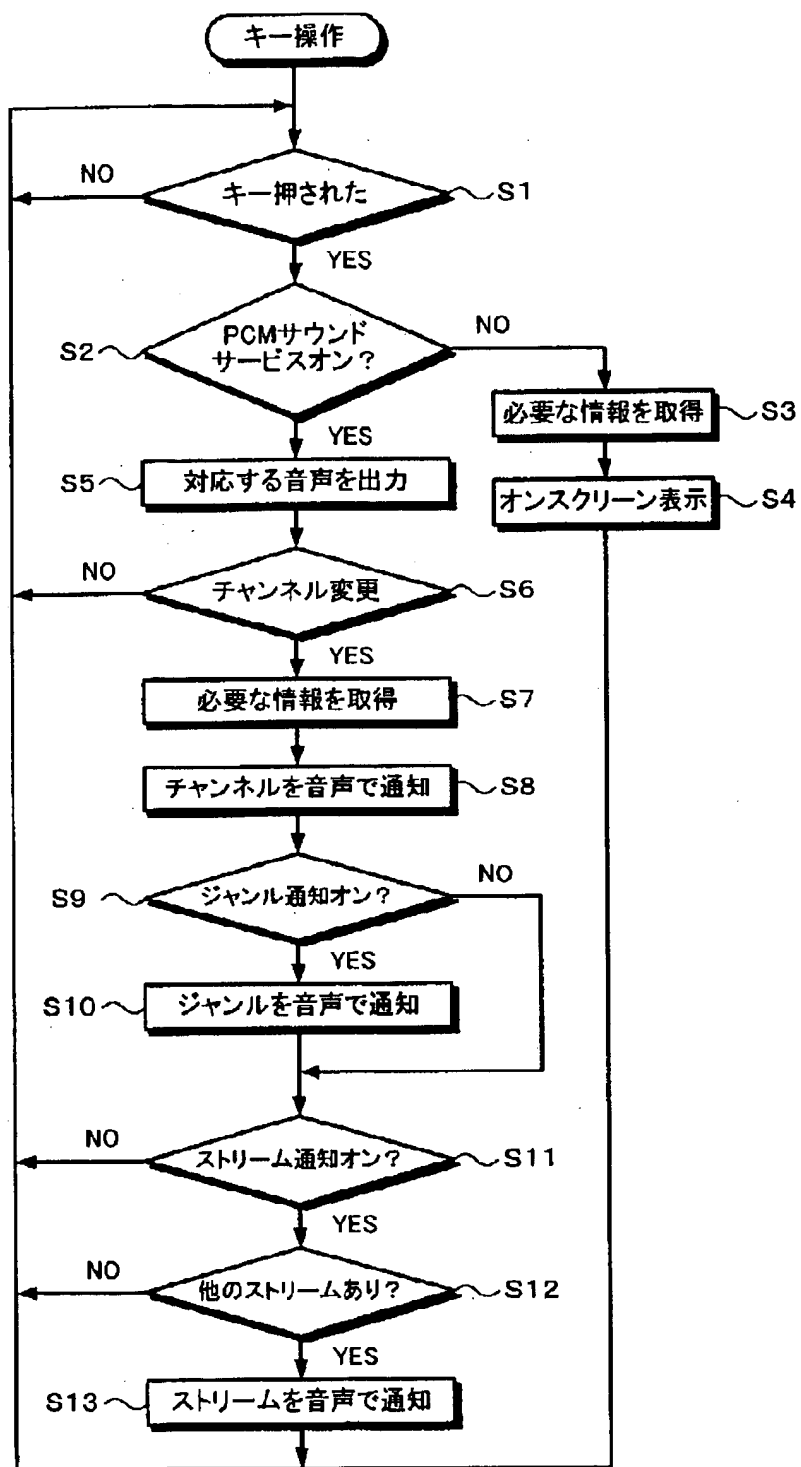 キー操作
NO
キー押された
S1
YES
S2
PCMサウンド
サービスオン？
NO
必要な情報を取得
S3
YES
S5
対応する音声を出力
オンスクリーン表示
S4
NO
チャンネル変更
S6
YES
必要な情報を取得
S7
チャンネルを音声で通知
S8
S9
ジャンル通知オン？
NO
YES
S10
ジャンルを音声で通知
NO
ストリーム通知オン？
S11
YES
NO
他のストリームあり？
S12
YES
S13
ストリームを音声で通知